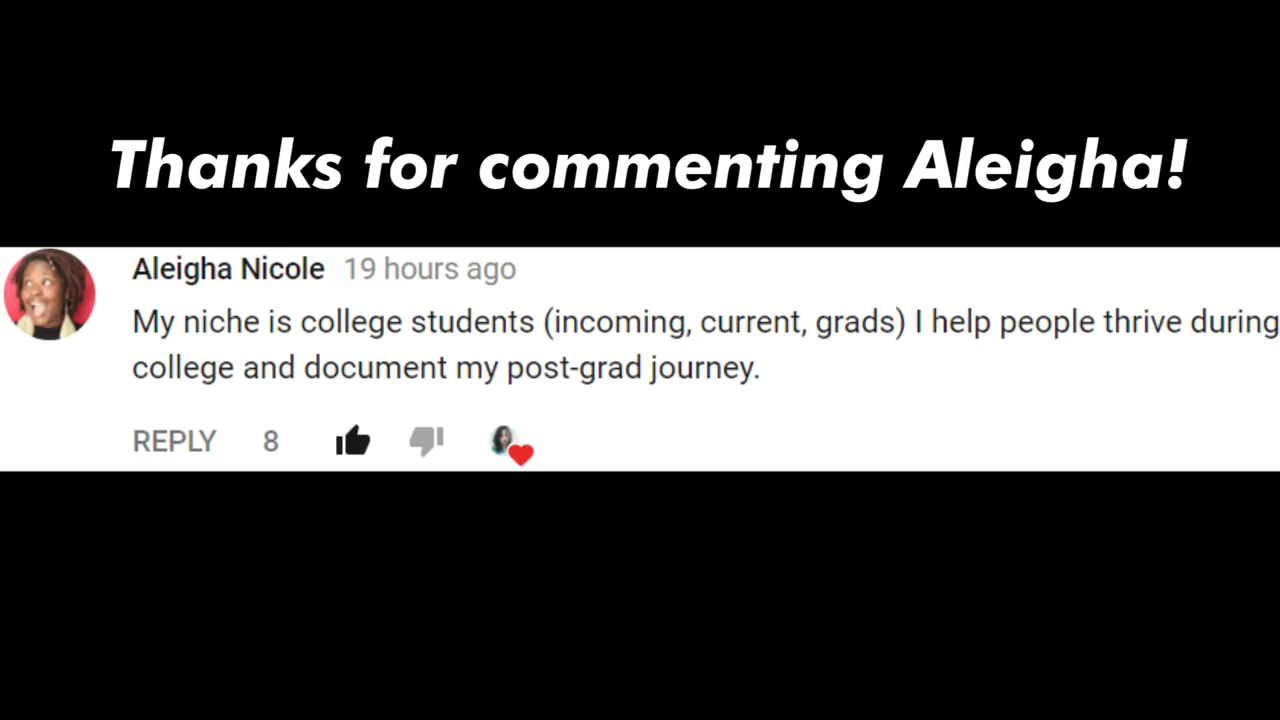 Thanks for commenting Aleigha!
Aleigha Nicole 19 hours ago
My niche is college students (incoming, current, grads) I help people thrive during
college and document my post-grad journey.
REPLY 8